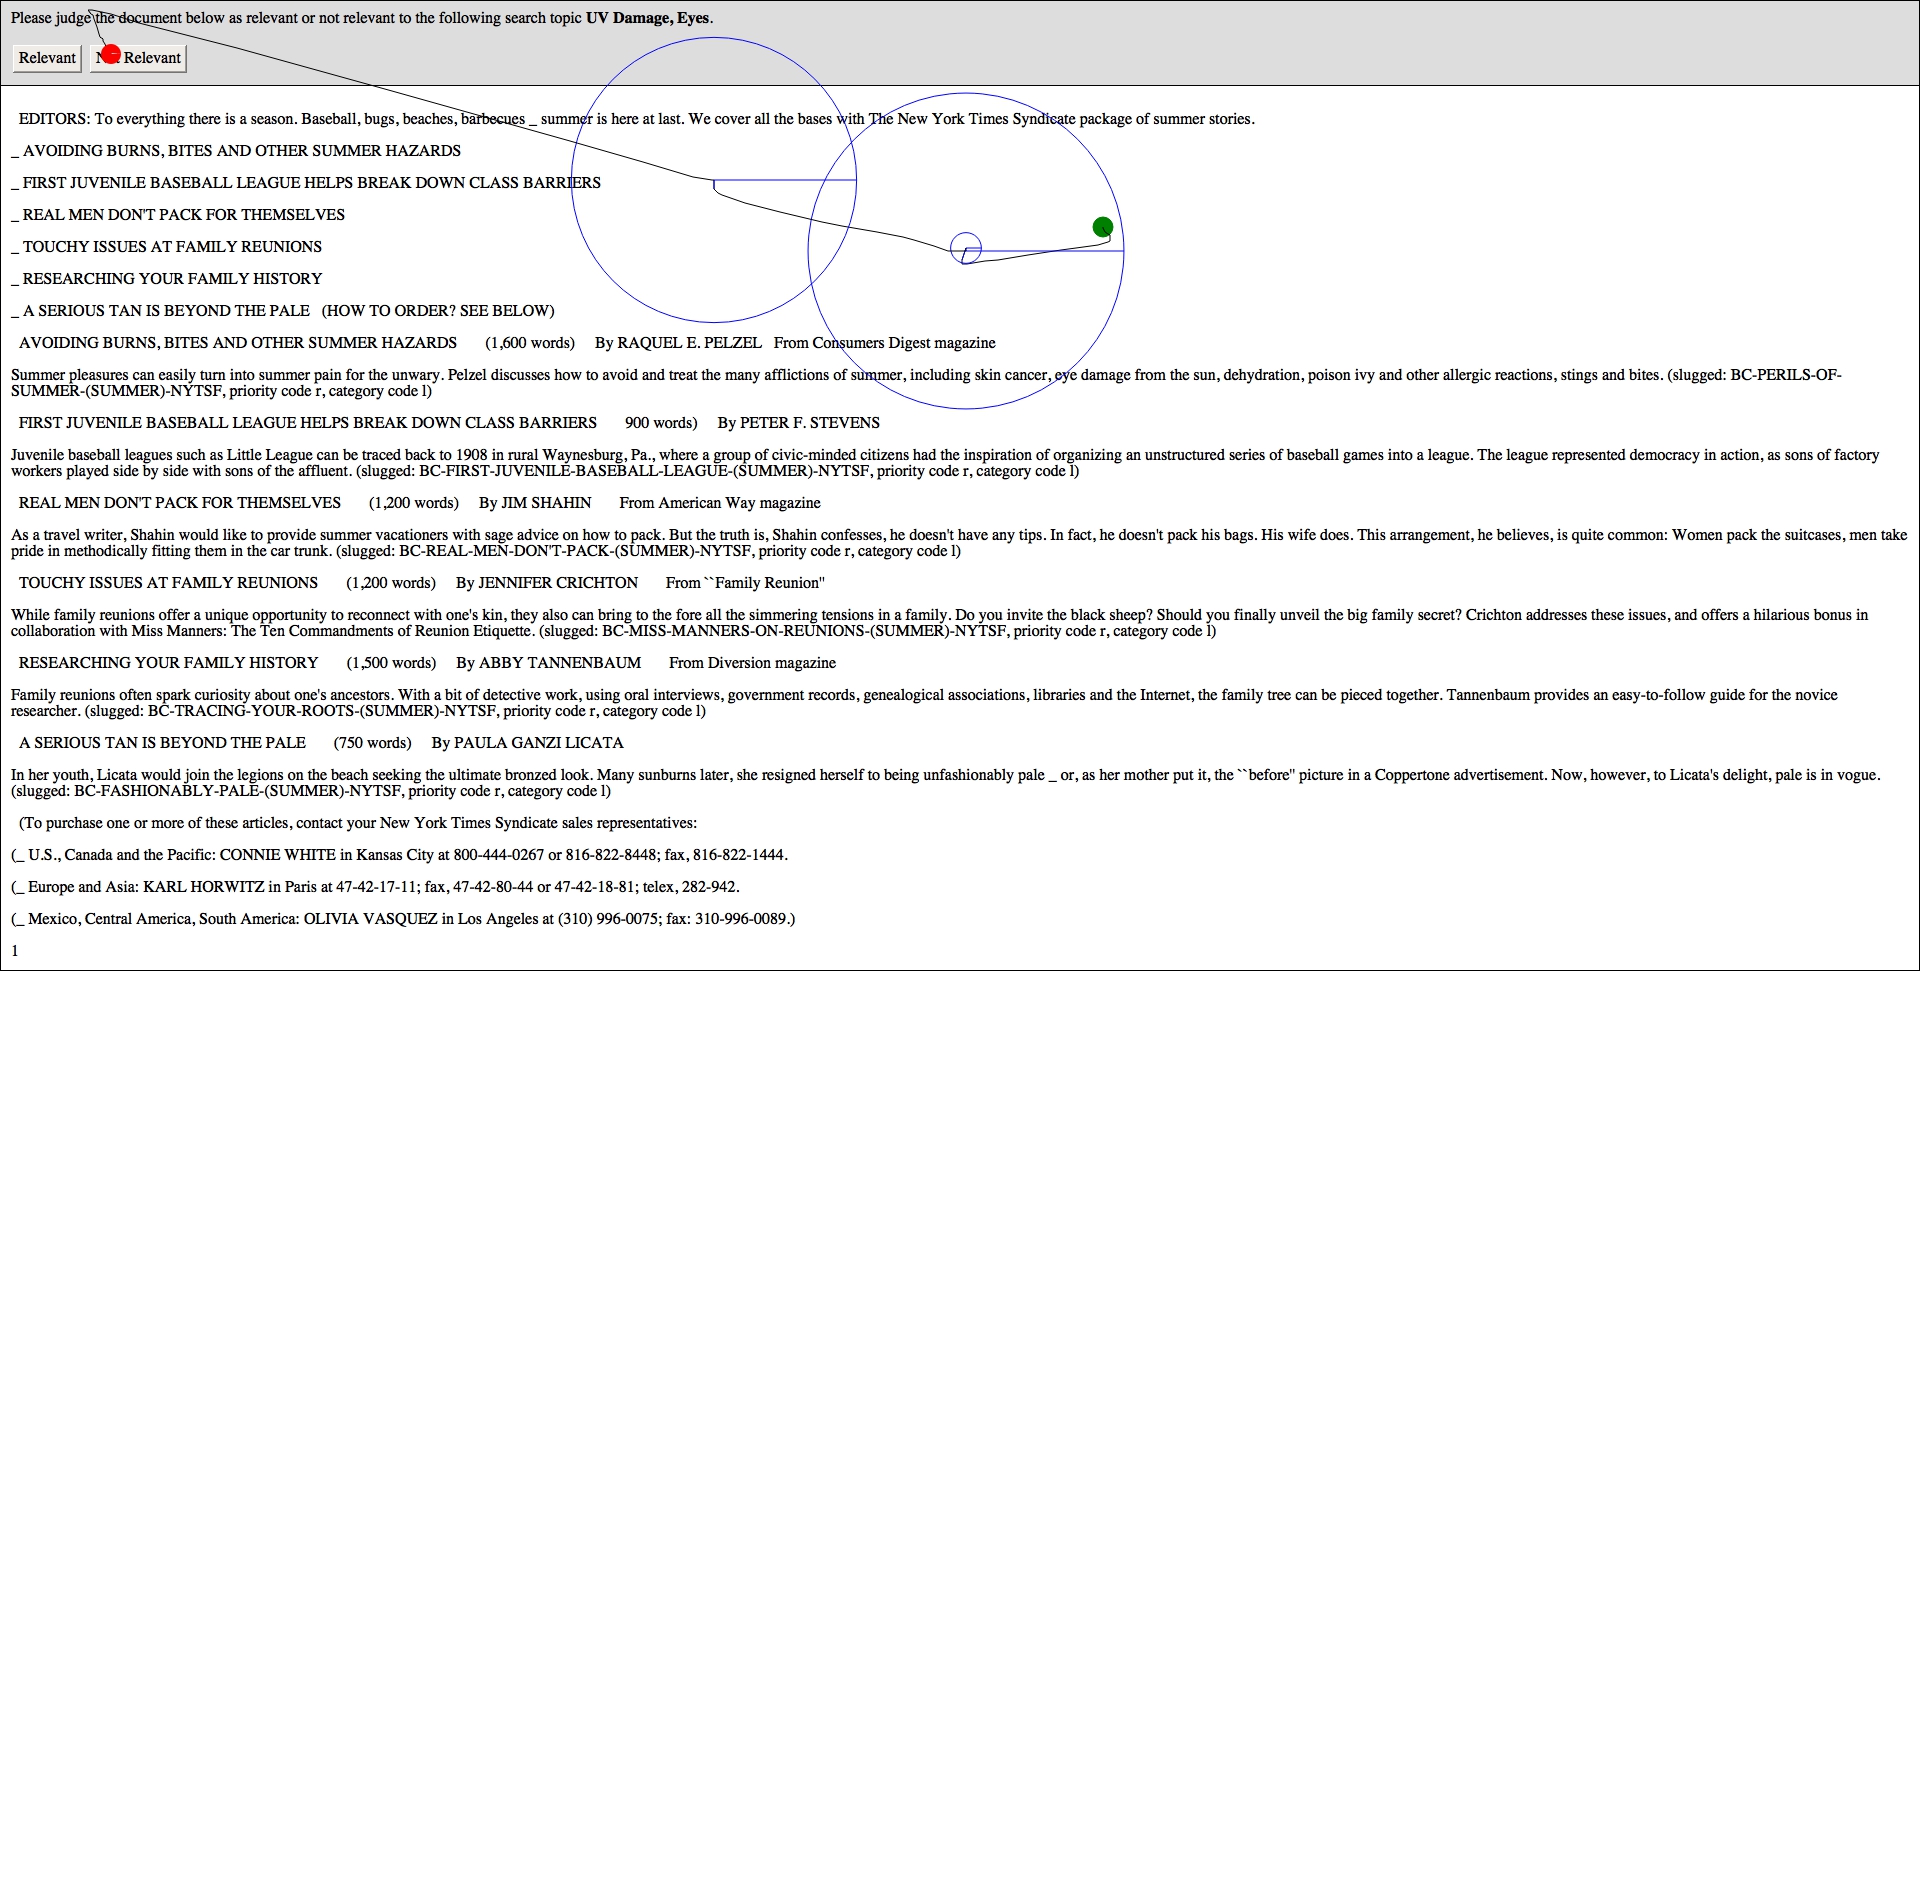 Please judge the document below as relevant or not relevant to the following search topic UV Damage, Eyes.
Relevant Relevant
EDITORS: To everything there is a season. Baseball, bugs, beaches, barbecues _ summer is here at last. We cover all the bases with The New York Times Syndicate package of summer stories.
_ AVOIDING BURNS, BITES AND OTHER SUMMER HAZARDS
_ FIRST JUVENILE BASEBALL LEAGUE HELPS BREAK DOWN CLASS BARRIERS
_ REAL MEN DON'T PACK FOR THEMSELVES
_ TOUCHY ISSUES AT FAMILY REUNIONS
_ RESEARCHING YOUR FAMILY HISTORY
_ A SERIOUS TAN IS BEYOND THE PALE (HOW TO ORDER? SEE BELOW)
AVOIDING BURNS, BITES AND OTHER SUMMER HAZARDS (1,600 words) By RAQUEL E. PELZEL From Consumers Digest magazine
Summer pleasures can easily turn into summer pain for the unwary. Pelzel discusses how to avoid and treat the many afflictions of summer, including skin cancer, eye damage from the sun, dehydration, poison ivy and other allergic reactions, stings and bites. (slugged: BC-PERILS-OF-
SUMMER-(SUMMER)-NYTSF, priority code r, category code l)
FIRST JUVENILE BASEBALL LEAGUE HELPS BREAK DOWN CLASS BARRIERS 900 words) By PETER F. STEVENS
Juvenile baseball leagues such as Little League can be traced back to 1908 in rural Waynesburg, Pa., where a group of civic-minded citizens had the inspiration of organizing an unstructured series of baseball games into a league. The league represented democracy in action, as sons of factory
workers played side by side with sons of the affluent. (slugged: BC-FIRST-JUVENILE-BASEBALL-LEAGUE-(SUMMER)-NYTSF, priority code r, category code l)
REAL MEN DON'T PACK FOR THEMSELVES (1,200 words) By JIM SHAHIN From American Way magazine
As a travel writer, Shahin would like to provide summer vacationers with sage advice on how to pack. But the truth is, Shahin confesses, he doesn't have any tips. In fact, he doesn't pack his bags. His wife does. This arrangement, he believes, is quite common: Women pack the suitcases, men take
pride in methodically fitting them in the car trunk. (slugged: BC-REAL-MEN-DON'T-PACK-(SUMMER)-NYTSF, priority code r, category code l)
TOUCHY ISSUES AT FAMILY REUNIONS (1,200 words) By JENNIFER CRICHTON From ``Family Reunion''
While family reunions offer a unique opportunity to reconnect with one's kin, they also can bring to the fore all the simmering tensions in a family. Do you invite the black sheep? Should you finally unveil the big family secret? Crichton addresses these issues, and offers a hilarious bonus in
collaboration with Miss Manners: The Ten Commandments of Reunion Etiquette. (slugged: BC-MISS-MANNERS-ON-REUNIONS-(SUMMER)-NYTSF, priority code r, category code l)
RESEARCHING YOUR FAMILY HISTORY (1,500 words) By ABBY TANNENBAUM From Diversion magazine
Family reunions often spark curiosity about one's ancestors. With a bit of detective work, using oral interviews, government records, genealogical associations, libraries and the Internet, the family tree can be pieced together. Tannenbaum provides an easy-to-follow guide for the novice
researcher. (slugged: BC-TRACING-YOUR-ROOTS-(SUMMER)-NYTSF, priority code r, category code l)
A SERIOUS TAN IS BEYOND THE PALE (750 words) By PAULA GANZI LICATA
In her youth, Licata would join the legions on the beach seeking the ultimate bronzed look. Many sunburns later, she resigned herself to being unfashionably pale _ or, as her mother put it, the ``before'' picture in a Coppertone advertisement. Now, however, to Licata's delight, pale is in vogue.
(slugged: BC-FASHIONABLY-PALE-(SUMMER)-NYTSF, priority code r, category code l)
(To purchase one or more of these articles, contact your New York Times Syndicate sales representatives:
(_ U.S., Canada and the Pacific: CONNIE WHITE in Kansas City at 800-444-0267 or 816-822-8448; fax, 816-822-1444.
(_ Europe and Asia: KARL HORWITZ in Paris at 47-42-17-11; fax, 47-42-80-44 or 47-42-18-81; telex, 282-942.
(_ Mexico, Central America, South America: OLIVIA VASQUEZ in Los Angeles at (310) 996-0075; fax: 310-996-0089.)
1